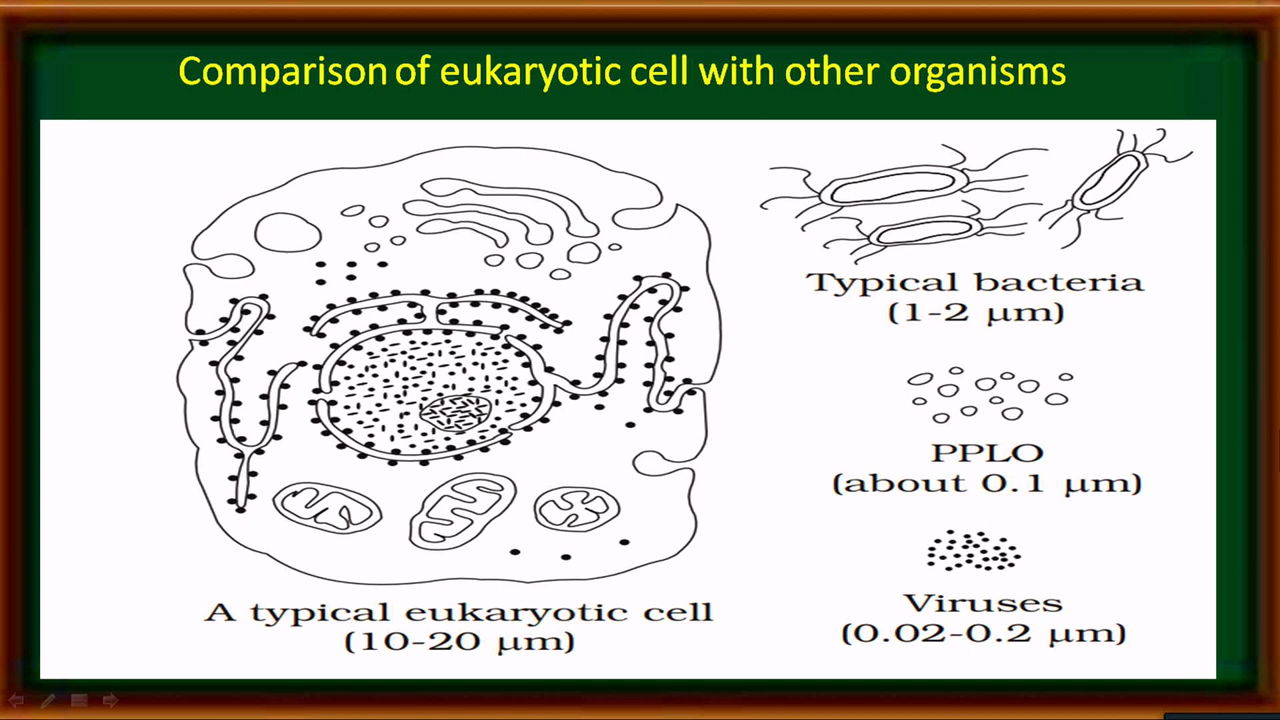 Comparison of eukaryotic cell with other organisms
Typical bacteria
(1-2 μm)
PPLO
(about 0.1 μm)
Viruses
(0.02-0.2 μm)
A typical eukaryotic cell
(10-20 μm)